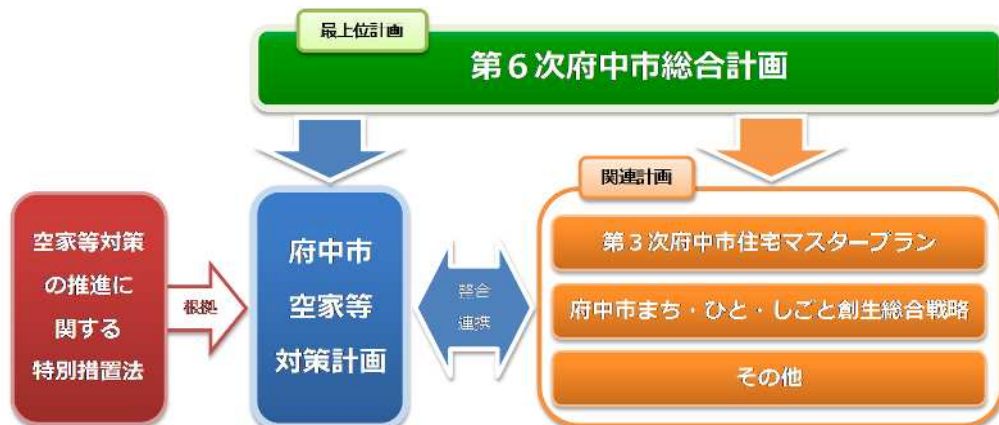 最上位計画
第６次府中市総合計画
空家等対策
の推進に
関する
特別措置法
根拠
府中市
空家等
対策計画
整合
連携
関連計画
第３次府中市住宅マスタープラン
府中市まち・ひと・しごと創生総合戦略
その他